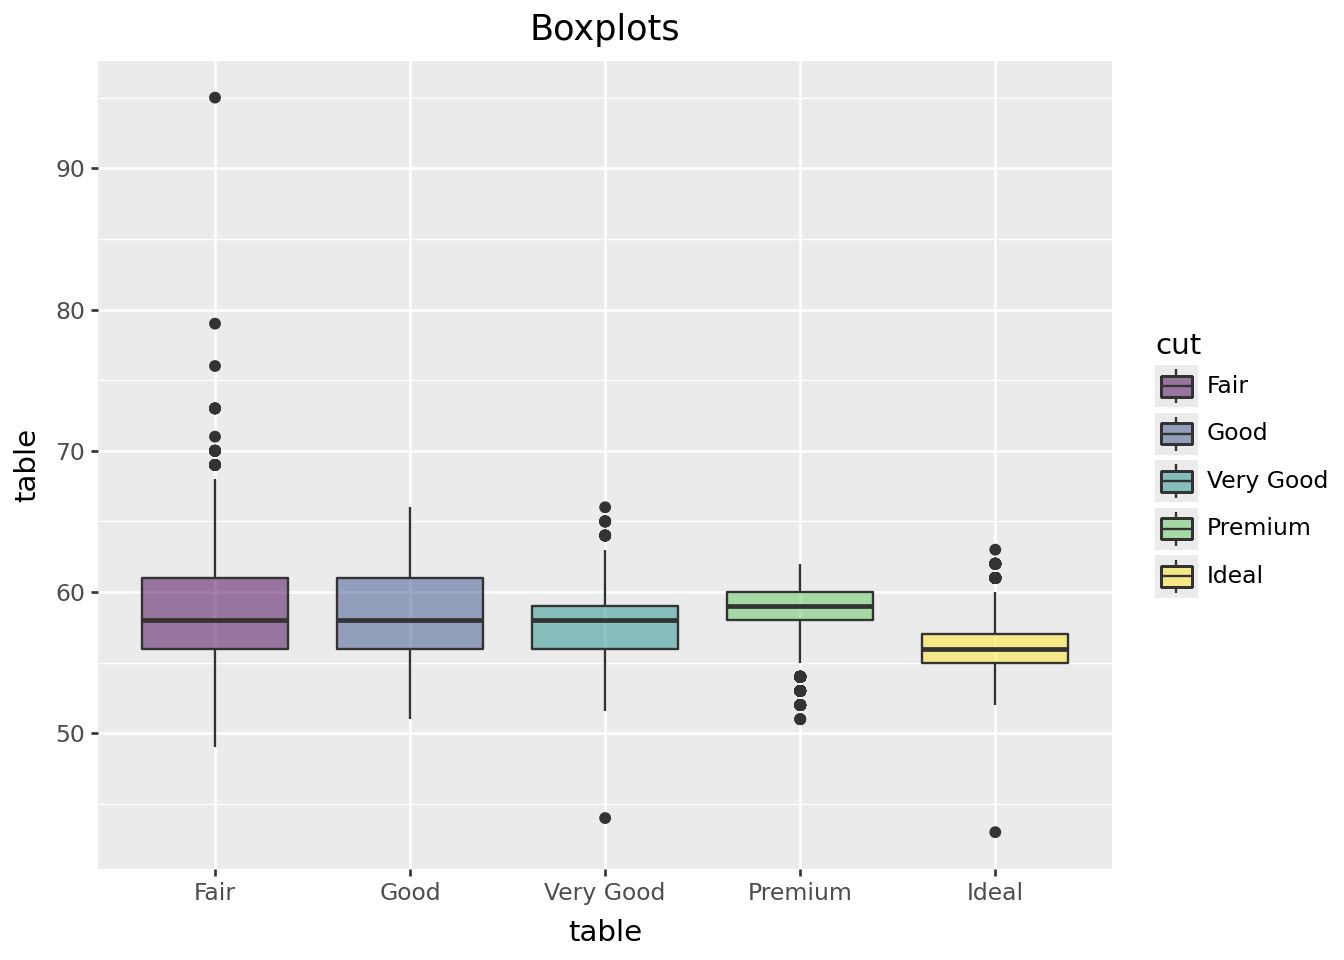 Boxplots
90
80
70
60
50
table
Fair
Good
Very Good
Premium
Ideal
table
cut
Fair
Good
Very Good
Premium
Ideal